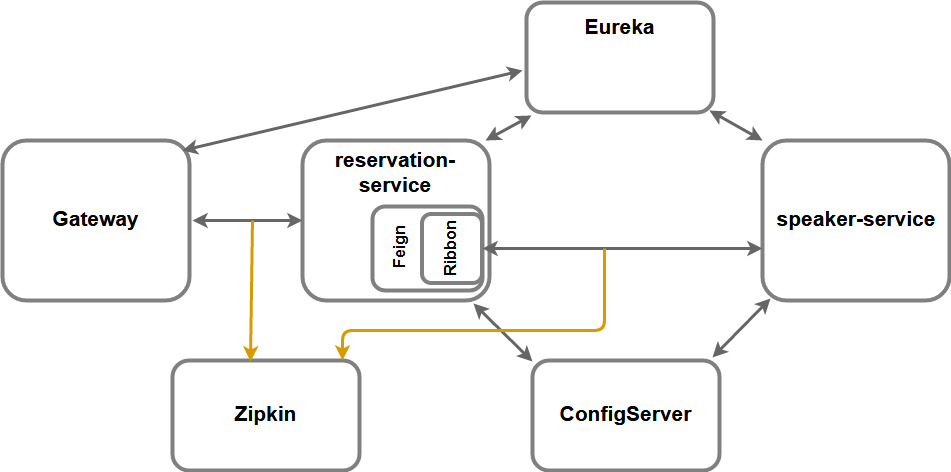 Eureka
reservation-
service
Gateway
speaker-service
Feign
Ribbon
Zipkin
ConfigServer